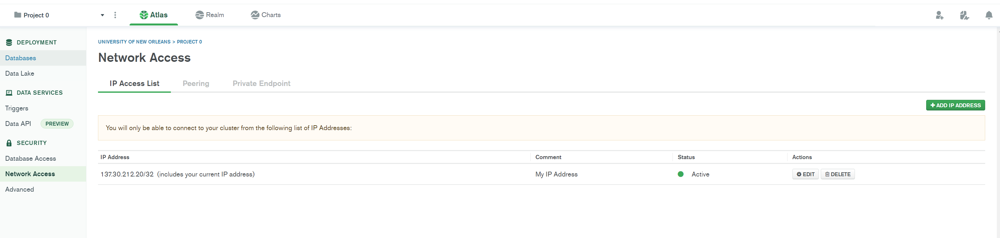 Project 0
Atlas
Realm
Charts
DEPLOYMENT
Databases
Data Lake
DATA SERVICES
Triggers
Data API PREVIEW
SECURITY
Database Access
Network Access
Advanced
UNIVERSITY OF NEW ORLEANS > PROJECT 0
Network Access
IP Access List Peering Private Endpoint
ADD IP ADDRESS
You will only be able to connect to your cluster from the following list of IP Addresses:
IP Address Comment Status Actions
137.30.212.20/32 (includes your current IP address) My IP Address Active EDIT DELETE